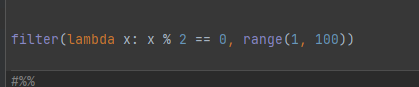 filter(lambda x: x % 2 == 0, range(1, 100))
#%%